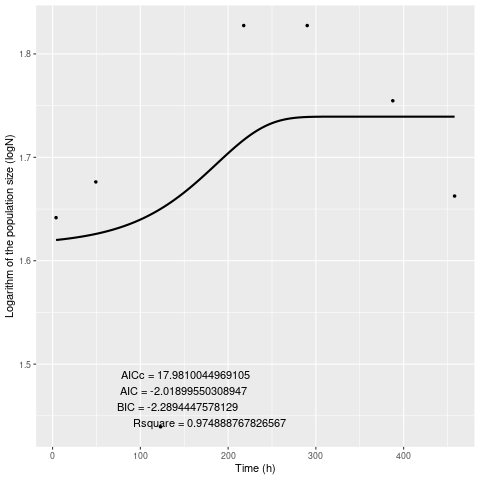 Logarithm of the population size (logN)
1.8
1.7
1.6
1.5
AICc = 17.9810044969105
AIC = -2.01899550308947
BIC = -2.2894447578129
Rsquare = 0.974888767826567
0 100 200 300 400
Time (h)